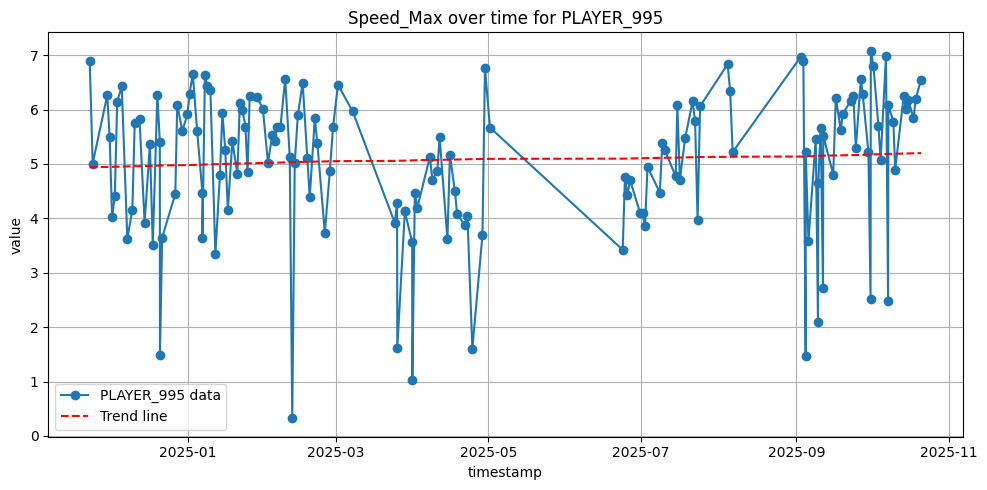 Speed_Max over time for PLAYER_995
value
7
6
5
4
3
2
1
0
PLAYER_995 data
Trend line
2025-01
2025-03
2025-05
2025-07
2025-09
2025-11
timestamp